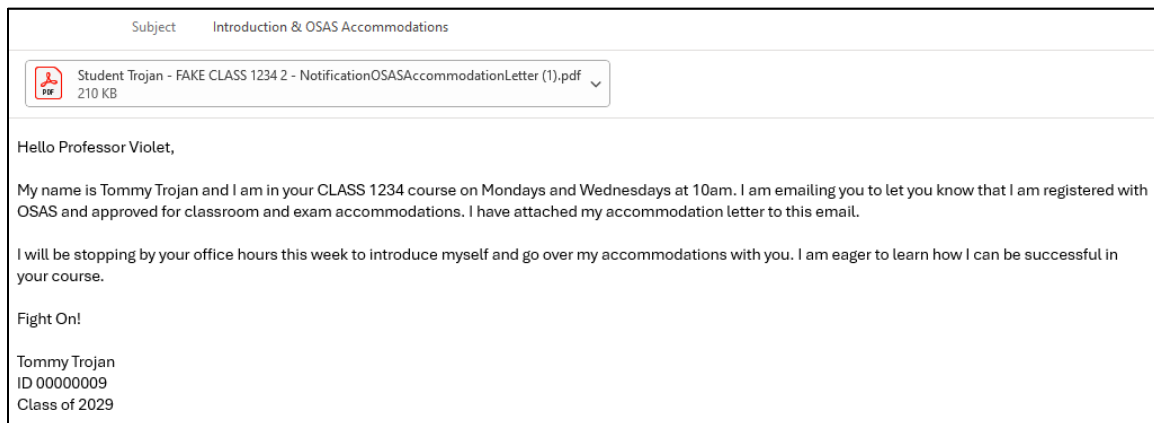 Subject Introduction & OSAS Accommodations
Student Trojan - FAKE CLASS 1234 2 - NotificationOSASAccommodationLetter (1).pdf
PDF
210 KB
Hello Professor Violet,
My name is Tommy Trojan and I am in your CLASS 1234 course on Mondays and Wednesdays at 10am. I am emailing you to let you know that I am registered with
OSAS and approved for classroom and exam accommodations. I have attached my accommodation letter to this email.
I will be stopping by your office hours this week to introduce myself and go over my accommodations with you. I am eager to learn how I can be successful in
your course.
Fight On!
Tommy Trojan
ID 00000009
Class of 2029